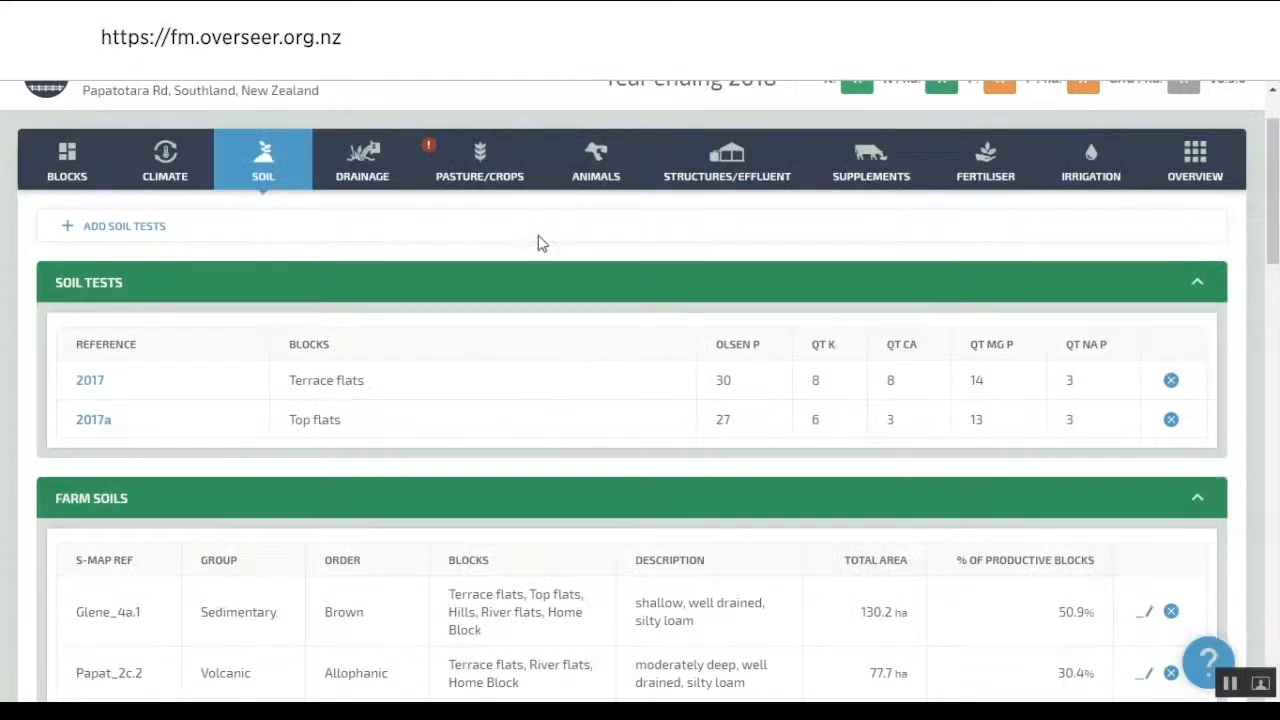 https://fm.overseer.org.nz
Papatotara Rd, Southland, New Zealand
Year ending 2018
BLOCKS CLIMATE SOIL DRAINAGE ! PASTURE/CROPS ANIMALS STRUCTURES/EFFLUENT SUPPLEMENTS FERTILISER IRRIGATION OVERVIEW
+ ADD SOIL TESTS
SOIL TESTS
REFERENCE BLOCKS OLSEN P QT K QT CA QT MG P QT NA P
2017 Terrace flats 30 8 8 14 3
2017a Top flats 27 6 3 13 3
FARM SOILS
S-MAP REF GROUP ORDER BLOCKS DESCRIPTION TOTAL AREA % OF PRODUCTIVE BLOCKS
Glene_4a.1 Sedimentary Brown Terrace flats, Top flats, Hills, River flats, Home Block shallow, well drained, silty loam 130.2 ha 50.9%
Papat_2c.2 Volcanic Allophanic Terrace flats, River flats, Home Block moderately deep, well drained, silty loam 77.7 ha 30.4%
?